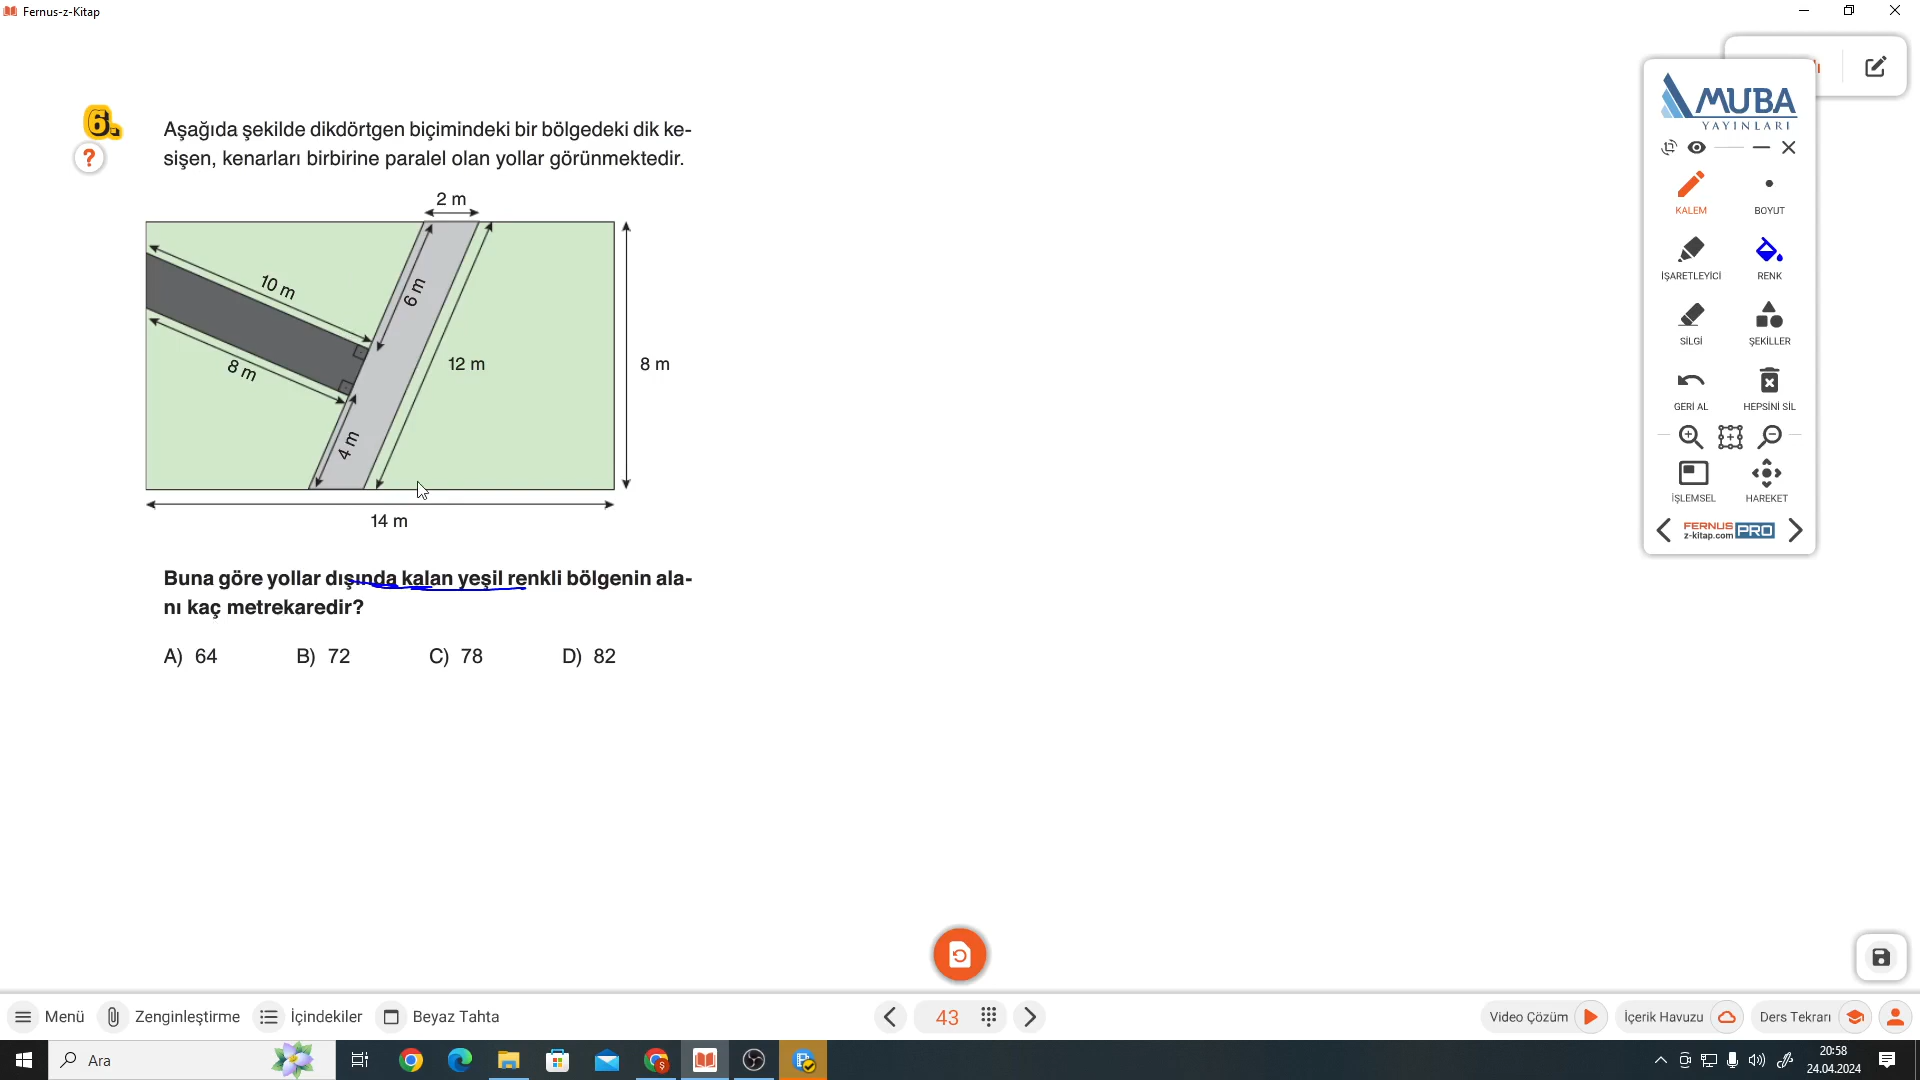 Fernus-z-Kitap
6.
?
Aşağıda şekilde dikdörtgen biçimindeki bir bölgedeki dik ke-
sişen, kenarları birbirine paralel olan yollar görünmektedir.
2 m
10 m
6 m
8 m
12 m
8 m
4 m
14 m
Buna göre yollar dışında kalan yeşil renkli bölgenin ala-
nı kaç metrekaredir?
A) 64 B) 72 C) 78 D) 82
MUBA
YAYINLARI
KALEM BOYUT
İŞARETLEYİCİ RENK
SİLGİ ŞEKİLLER
GERİ AL HEPSİNİ SİL
İŞLEMSEL HAREKET
FERNUS PRO
z-kitap.com
Menü Zenginleştirme İçindekiler Beyaz Tahta 43 Video Çözüm İçerik Havuzu Ders Tekrarı
Ara
20:58
24.04.2024